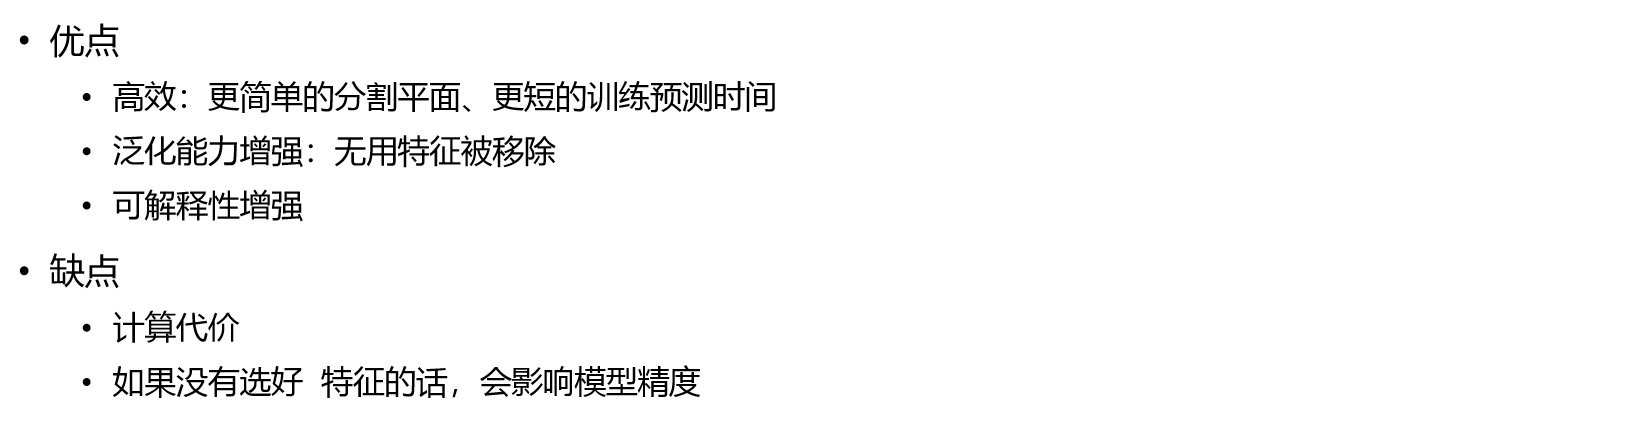 • 优点
• 高效：更简单的分割平面、更短的训练预测时间
• 泛化能力增强：无用特征被移除
• 可解释性增强
• 缺点
• 计算代价
• 如果没有选好 特征的话，会影响模型精度